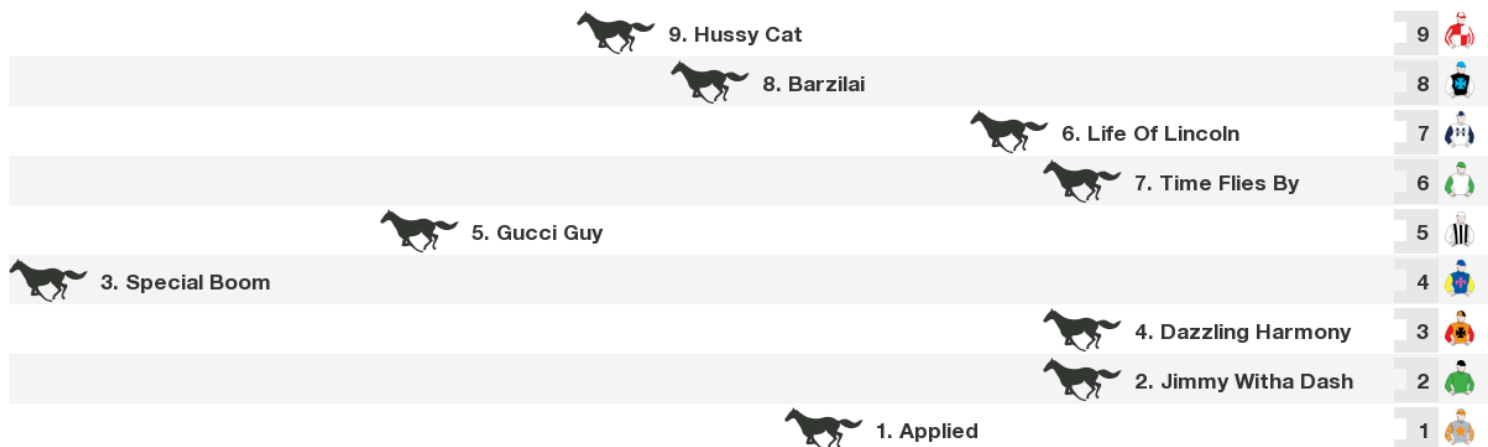 9. Hussy Cat 9
8. Barzilai 8
6. Life Of Lincoln 7
7. Time Flies By 6
5. Gucci Guy 5
3. Special Boom 4
4. Dazzling Harmony 3
2. Jimmy Witha Dash 2
1. Applied 1